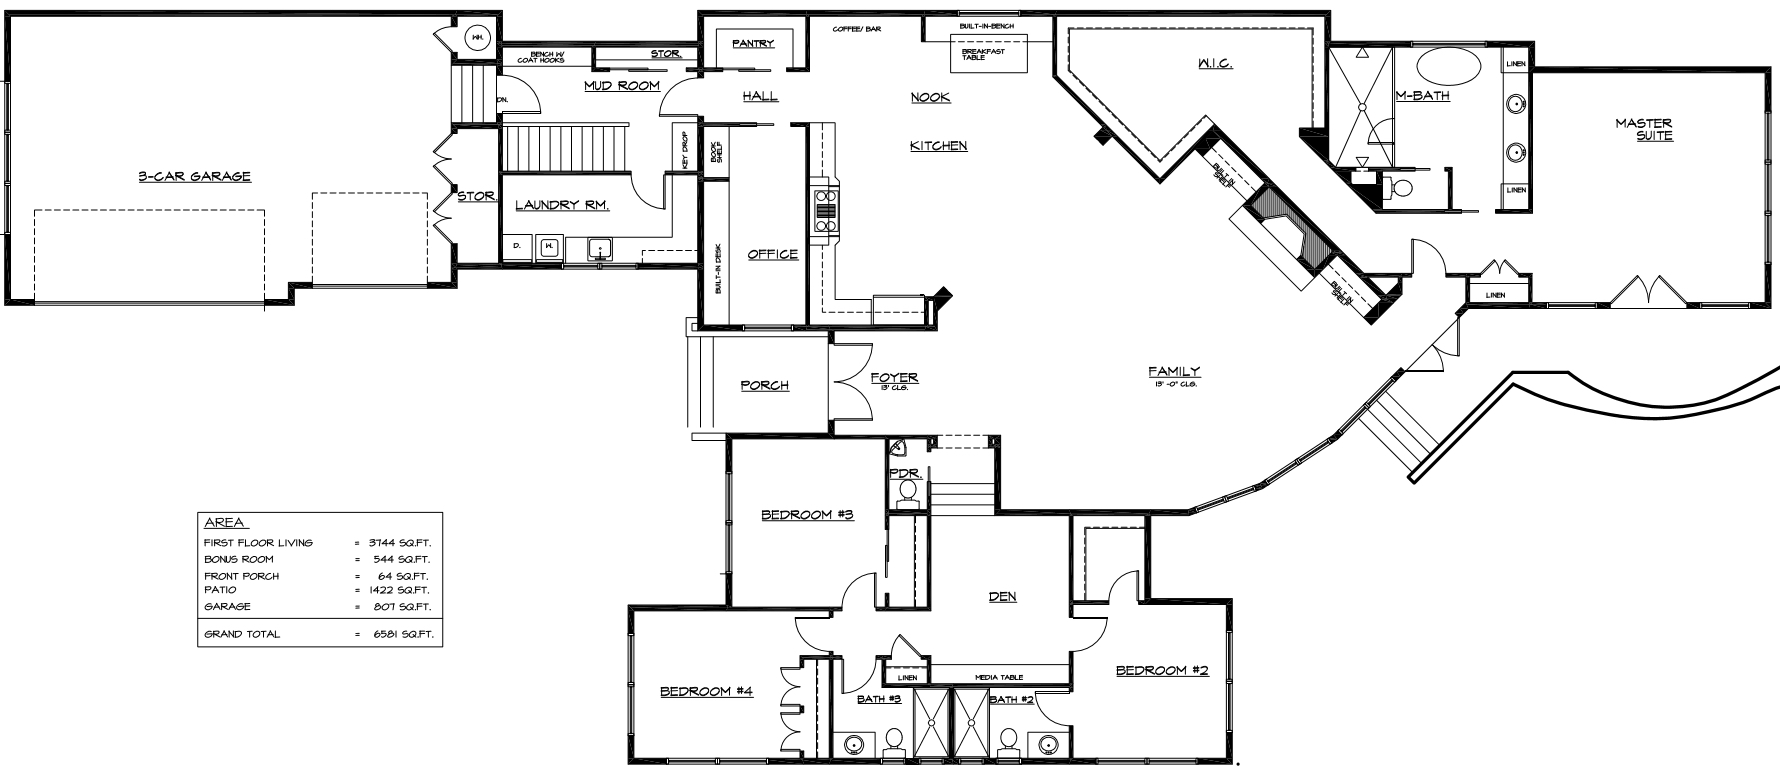 COFFEE/ BAR
BUILT-IN-BENCH
WH.
PANTRY
BREAKFAST
TABLE
BENCH W/
COAT HOOKS
STOR.
W.I.C.
LINEN
MUD ROOM
HALL
NOOK
M-BATH
DN.
MASTER
SUITE
KEY DROP
BOOK
SHELF
KITCHEN
3-CAR GARAGE
BUILT IN
SHELF
LINEN
STOR.
LAUNDRY RM.
D.
W.
OFFICE
BUILT-IN DESK
BUILT IN
SHELF
LINEN
PORCH
FOYER
13' CLG.
FAMILY
13' -0" CLG.
PDR.
BEDROOM #3
AREA
FIRST FLOOR LIVING = 3744 SQ.FT.
BONUS ROOM = 544 SQ.FT.
FRONT PORCH = 64 SQ.FT.
PATIO = 1422 SQ.FT.
GARAGE = 807 SQ.FT.
GRAND TOTAL = 6581 SQ.FT.
DEN
BEDROOM #2
LINEN
MEDIA TABLE
BEDROOM #4
BATH #3
BATH #2